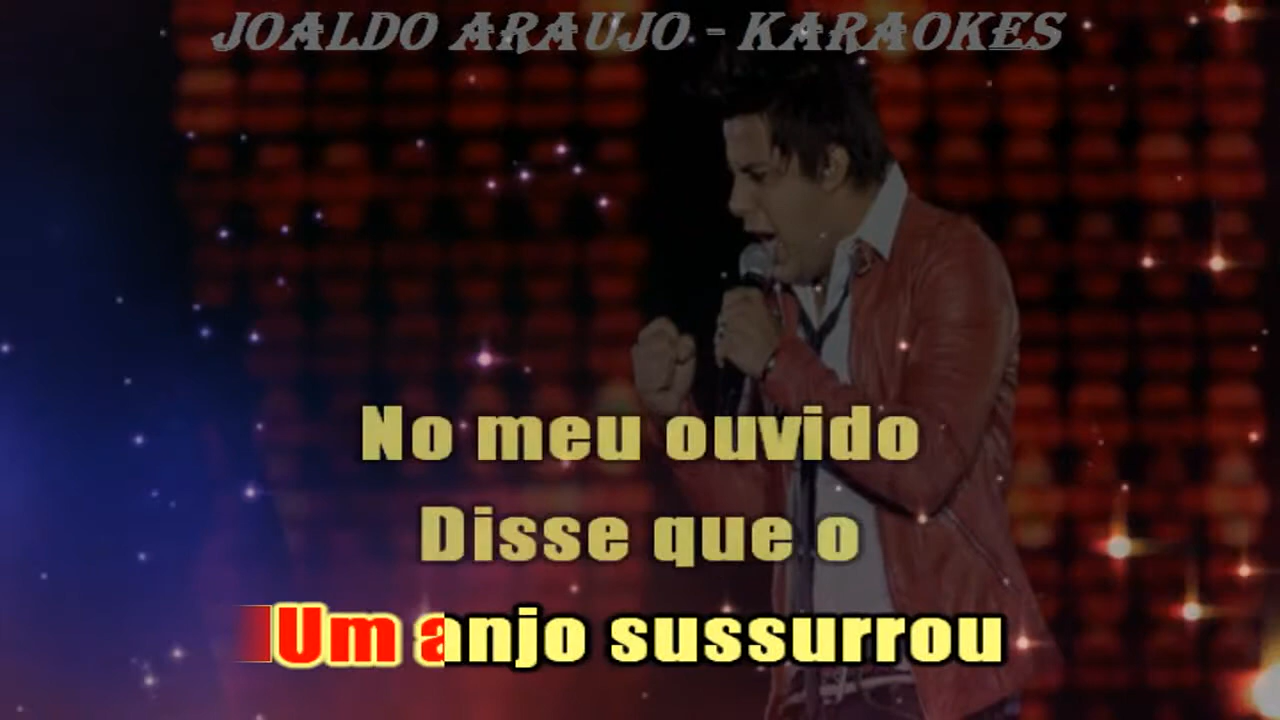 JOALDO ARAUJO - KARAOKES
No meu ouvido
Disse que o
Um anjo sussurrou